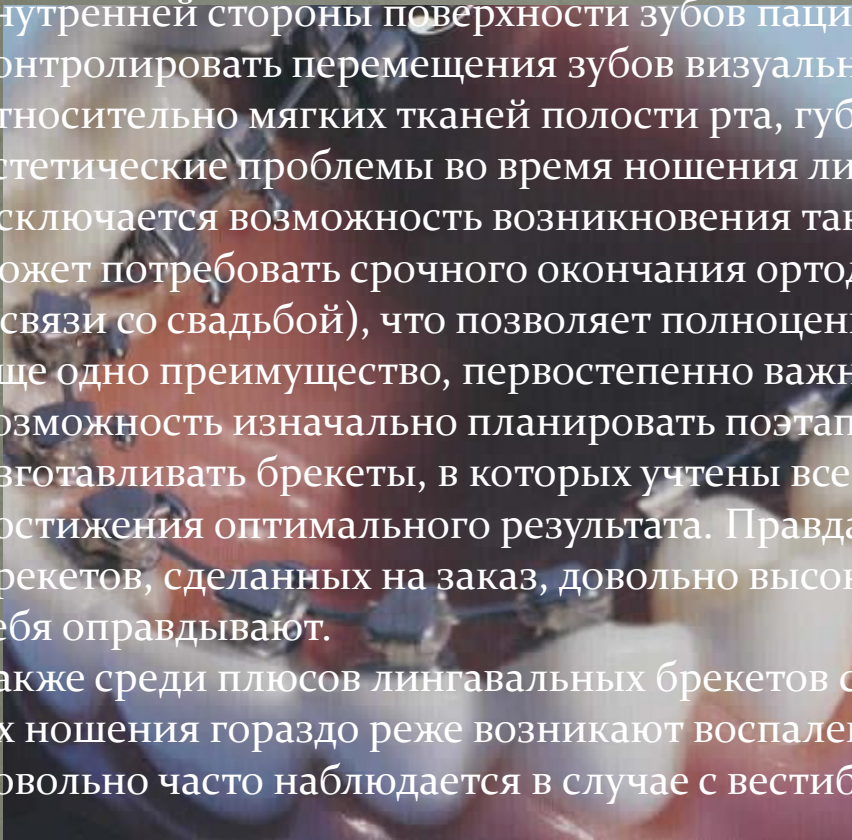 нутренней стороны поверхности зубов паци
онтролировать перемещения зубов визуальн
тносительно мягких тканей полости рта, губ
стетические проблемы во время ношения ли
сключается возможность возникновения так
ожет потребовать срочного окончания ортод
связи со свадьбой), что позволяет полноцен
ще одно преимущество, первостепенно важн
озможность изначально планировать поэтап
зготавливать брекеты, в которых учтены все
остижения оптимального результата. Правда
рекетов, сделанных на заказ, довольно высок
ебя оправдывают.
акже среди плюсов лингавальных брекетов с
х ношения гораздо реже возникают воспале
овольно часто наблюдается в случае с вестиб